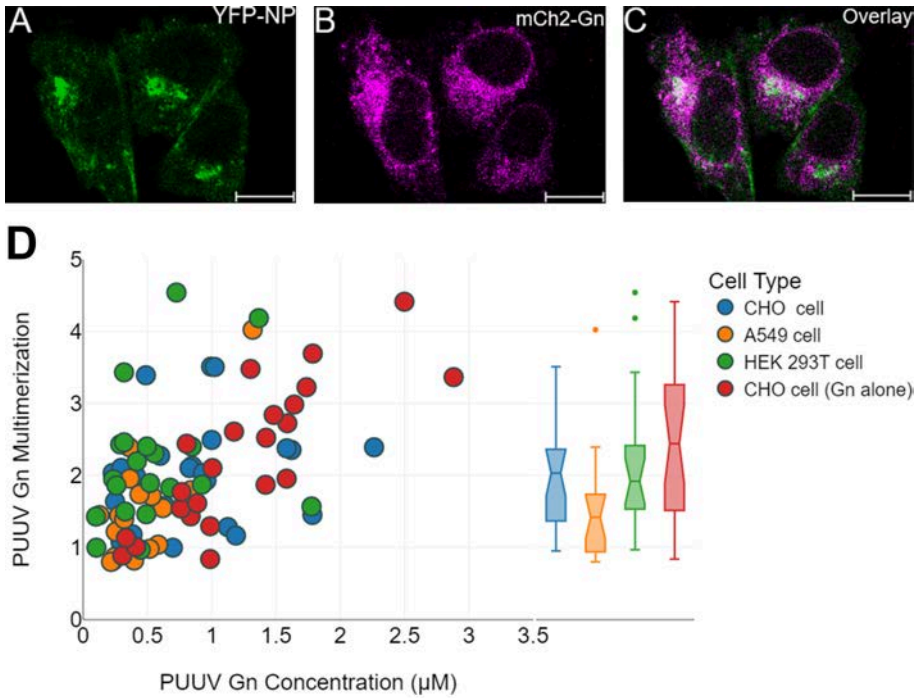 A
YFP-NP
B
mCh2-Gn
C
Overlay
D
5
4
3
2
1
0
PUUV Gn Multimerization
0
0.5
1
1.5
2
2.5
3
3.5
PUUV Gn Concentration (µM)
Cell Type
CHO cell
A549 cell
HEK 293T cell
CHO cell (Gn alone)